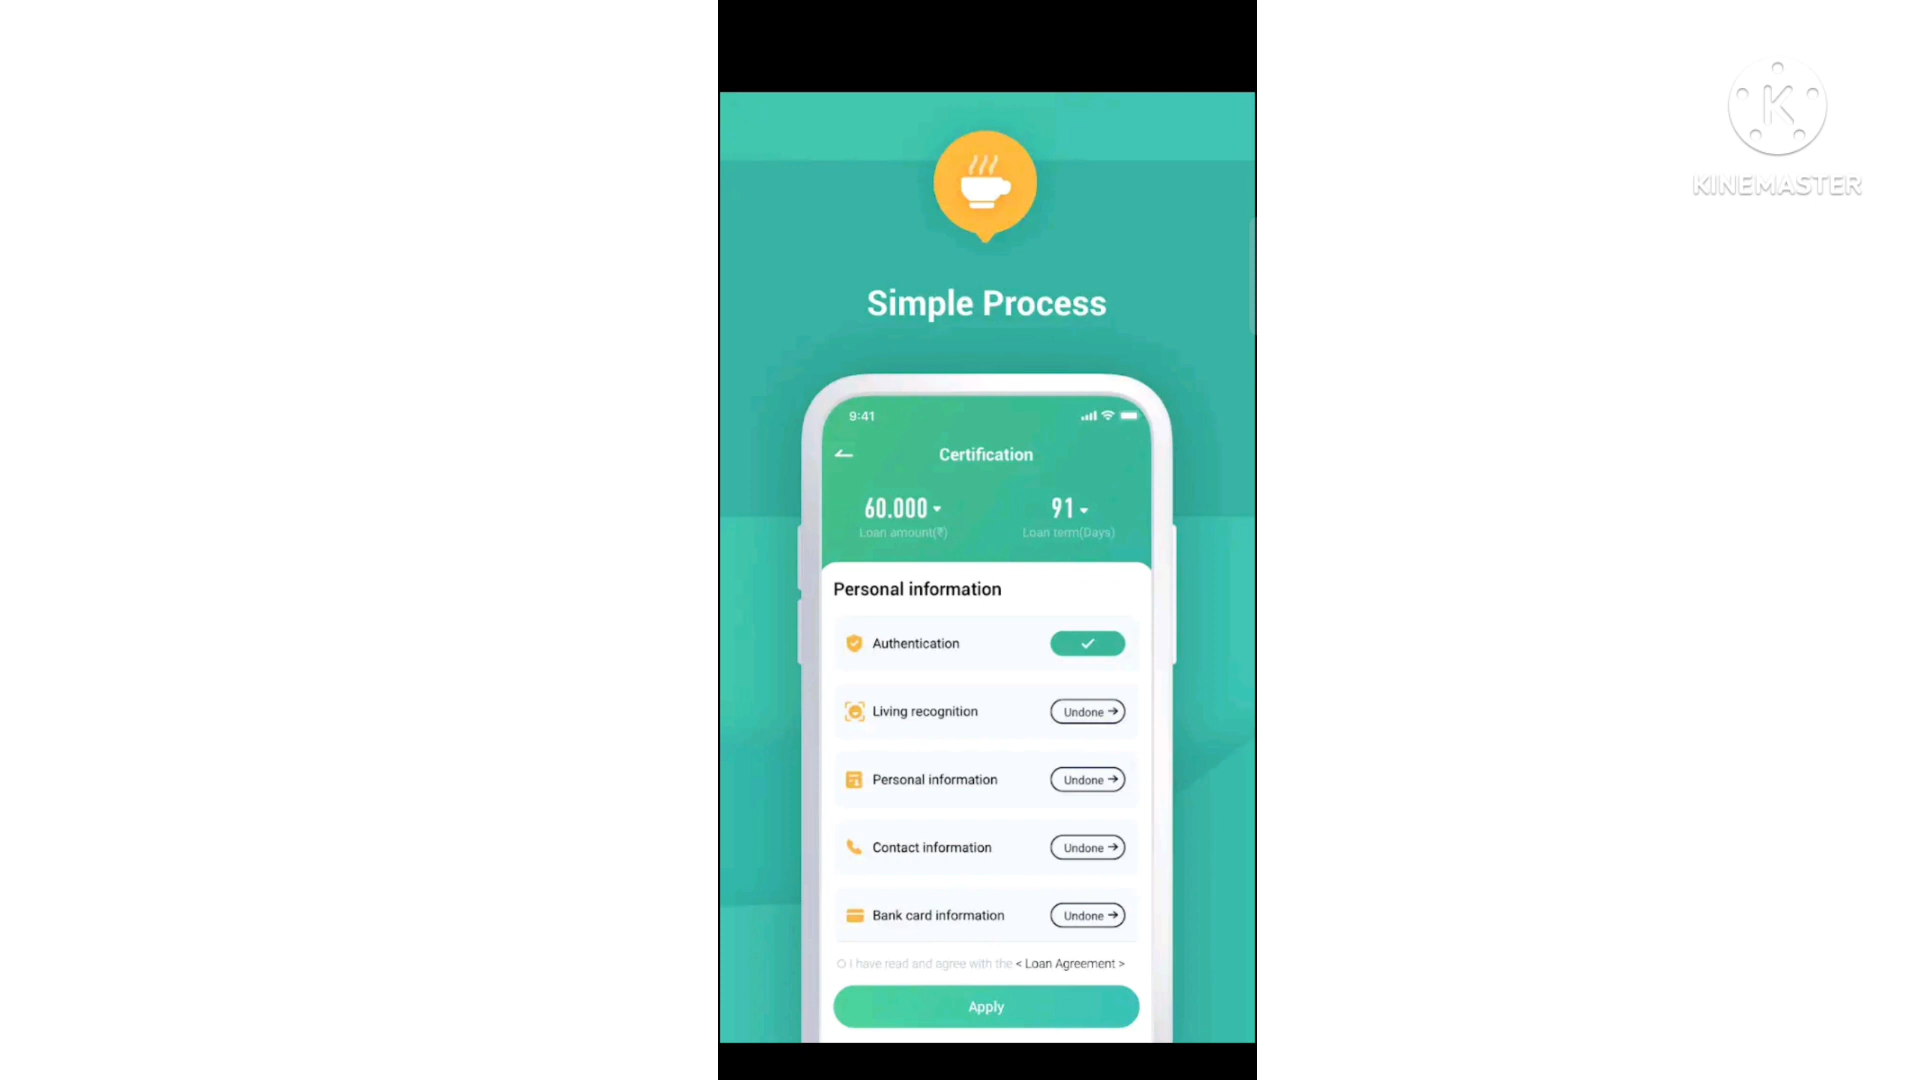 KINEMASTER
Simple Process
9:41
Certification
60.000
91
Loan amount(₹)
Loan term(Days)
Personal information
Authentication
Living recognition
Undone →
Personal information
Undone →
Contact information
Undone →
Bank card information
Undone →
I have read and agree with the < Loan Agreement >
Apply